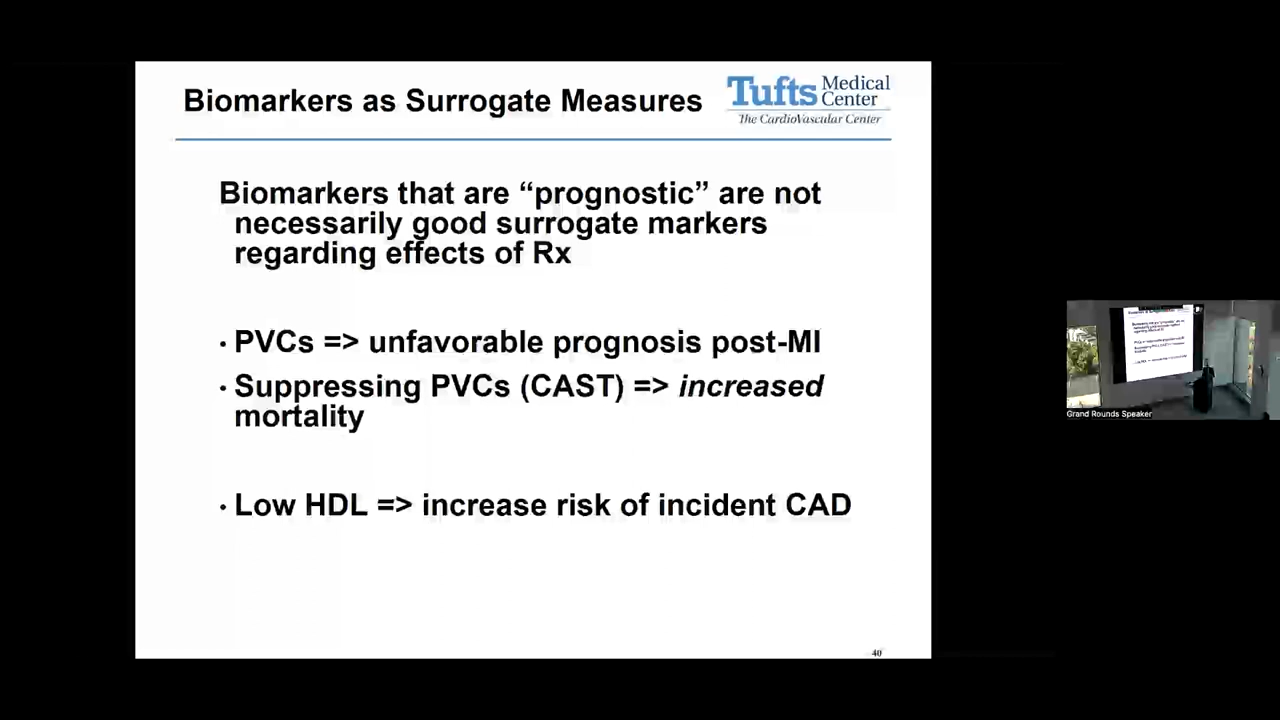 Biomarkers as Surrogate Measures
Tufts Medical Center
The CardioVascular Center
Biomarkers that are “prognostic” are not
necessarily good surrogate markers
regarding effects of Rx
· PVCs => unfavorable prognosis post-MI
· Suppressing PVCs (CAST) => increased
mortality
· Low HDL => increase risk of incident CAD
40
Grand Rounds Speaker